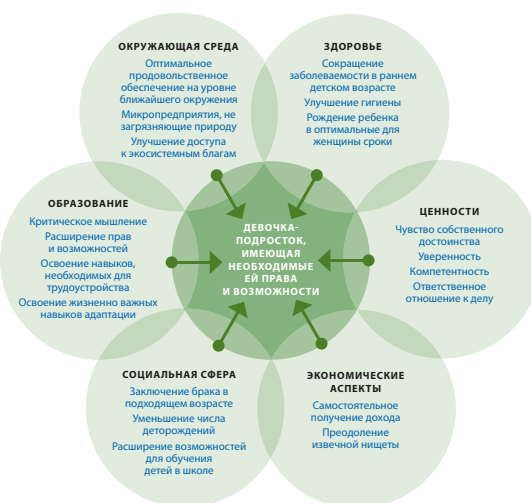 ОКРУЖАЮЩАЯ СРЕДА
Оптимальное
продовольственное
обеспечение на уровне
ближайшего окружения
Микропредприятия, не
загрязняющие природу
Улучшение доступа
к экосистемным благам
ЗДОРОВЬЕ
Сокращение
заболеваемости в раннем
детском возрасте
Улучшение гигиены
Рождение ребенка
в оптимальные для
женщины сроки
ОБРАЗОВАНИЕ
Критическое мышление
Расширение прав
и возможностей
Освоение навыков,
необходимых для
трудоустройства
Освоение жизненно важных
навыков адаптации
ДЕВОЧКА-
ПОДРОСТОК,
ИМЕЮЩАЯ
НЕОБХОДИМЫЕ
ЕЙ ПРАВА
И ВОЗМОЖНОСТИ
ЦЕННОСТИ
Чувство собственного
достоинства
Уверенность
Компетентность
Ответственное
отношение к делу
СОЦИАЛЬНАЯ СФЕРА
Заключение брака в
подходящем возрасте
Уменьшение числа
деторождений
Расширение возможностей
для обучения
детей в школе
ЭКОНОМИЧЕСКИЕ
АСПЕКТЫ
Самостоятельное
получение дохода
Преодоление
извечной нищеты